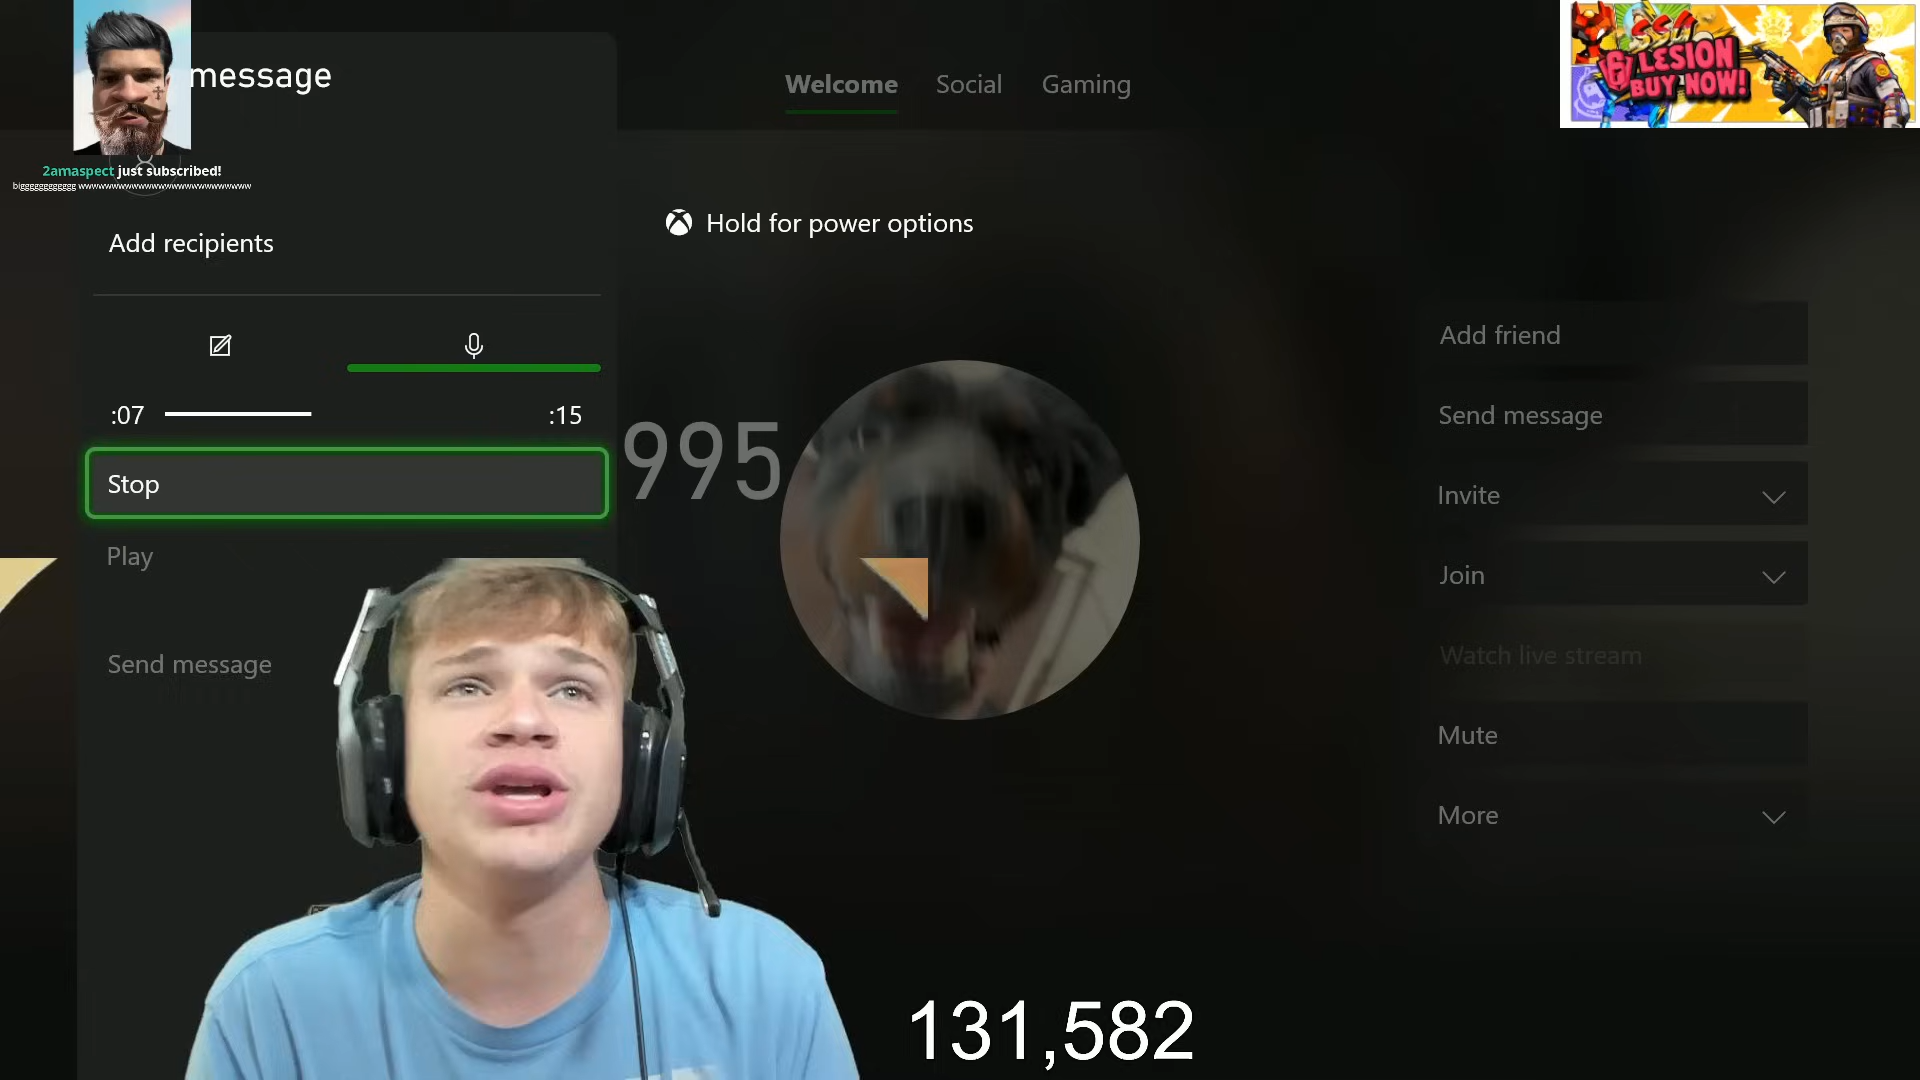 message
Welcome
Social
Gaming
LESION
BUY NOW!
2amaspect just subscribed!
Hold for power options
Add recipients
:07
:15
995
Stop
Play
Send message
Add friend
Send message
Invite
Join
Watch live stream
Mute
More
131,582